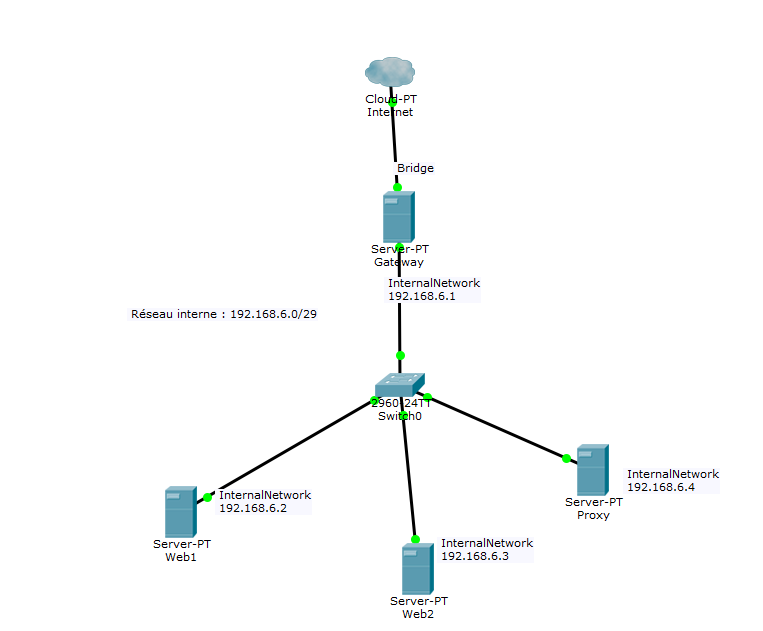 Cloud-PT
Internet
Bridge
Server-PT
Gateway
InternalNetwork
192.168.6.1
Réseau interne : 192.168.6.0/29
2960-24TT
Switch0
InternalNetwork
192.168.6.4
Server-PT
Proxy
InternalNetwork
192.168.6.2
Server-PT
Web1
InternalNetwork
192.168.6.3
Server-PT
Web2